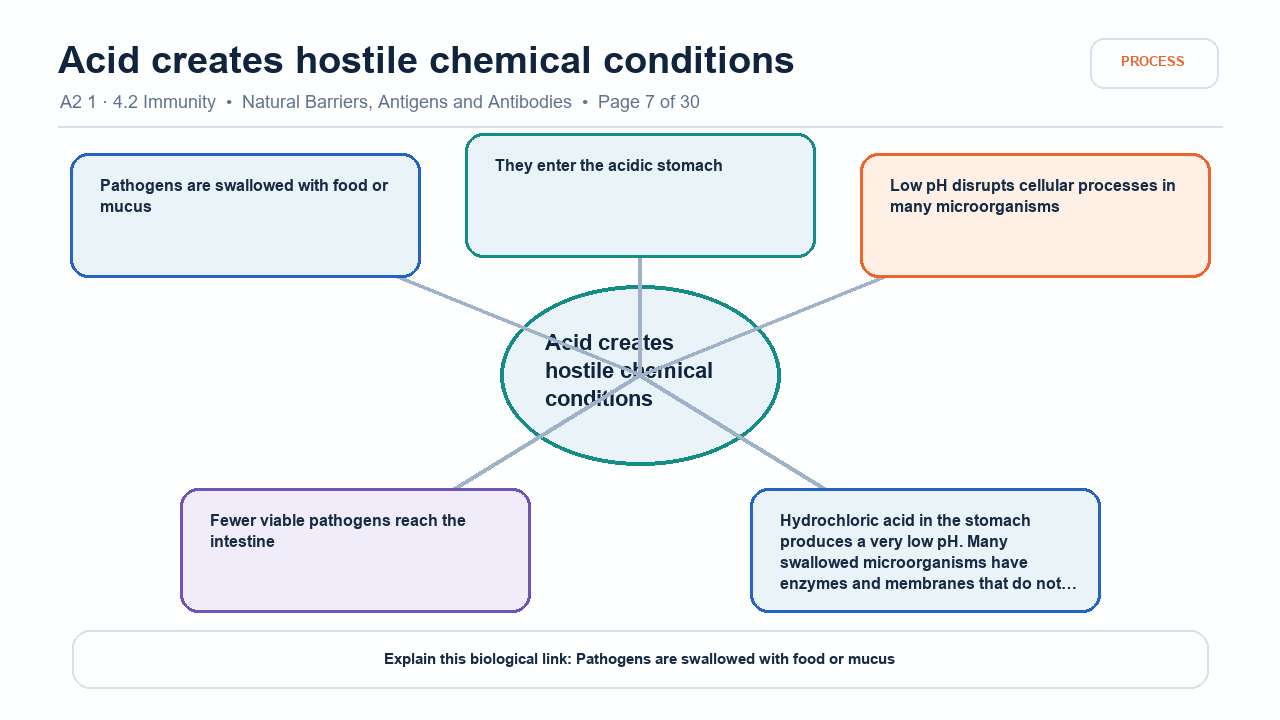 Acid creates hostile chemical conditions
PROCESS
A2 1 · 4.2 Immunity • Natural Barriers, Antigens and Antibodies • Page 7 of 30
Pathogens are swallowed with food or
mucus
They enter the acidic stomach
Low pH disrupts cellular processes in
many microorganisms
Acid creates
hostile chemical
conditions
Fewer viable pathogens reach the
intestine
Hydrochloric acid in the stomach
produces a very low pH. Many
swallowed microorganisms have
enzymes and membranes that do not…
Explain this biological link: Pathogens are swallowed with food or mucus